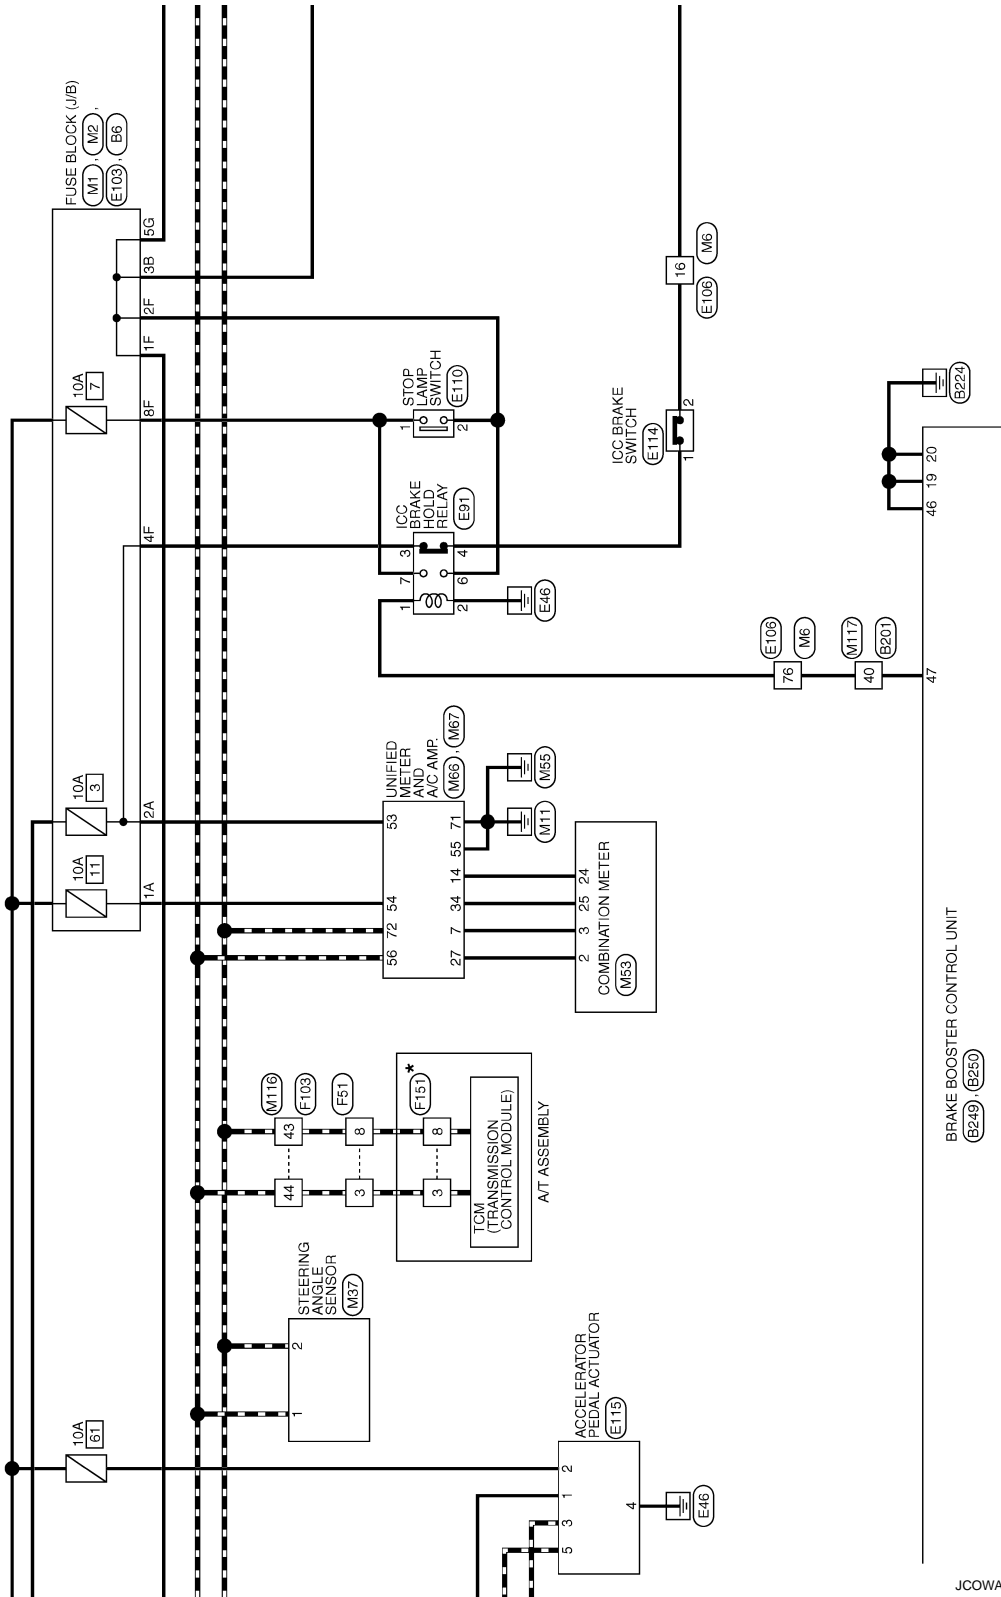 FUSE BLOCK (J/B)
M1 , M2 ,
E103 , B6
10A
61
10A
11
10A
3
10A
7
1A
2A
4F
8F
1F
2F
3B
5G
STEERING
ANGLE
SENSOR
M37
1
2
M116
F103
44
43
F51
3
8
F151
*
3
8
TCM
(TRANSMISSION
CONTROL MODULE)
A/T ASSEMBLY
UNIFIED
METER
AND
A/C AMP.
M66 , M67
56
72
54
53
27
7
34
14
55
71
M11
M55
2
3
25
24
COMBINATION METER
M53
ICC
BRAKE
HOLD
RELAY
E91
1
7
3
2
6
4
E46
STOP
LAMP
SWITCH
E110
1
2
ICC BRAKE
SWITCH
E114
1
2
16
M6
E106
ACCELERATOR
PEDAL ACTUATOR
E115
5
3
1
2
4
E46
E106
M6
76
M117
B201
40
47
46
19
20
B224
BRAKE BOOSTER CONTROL UNIT
B249 , B250
JCOWA